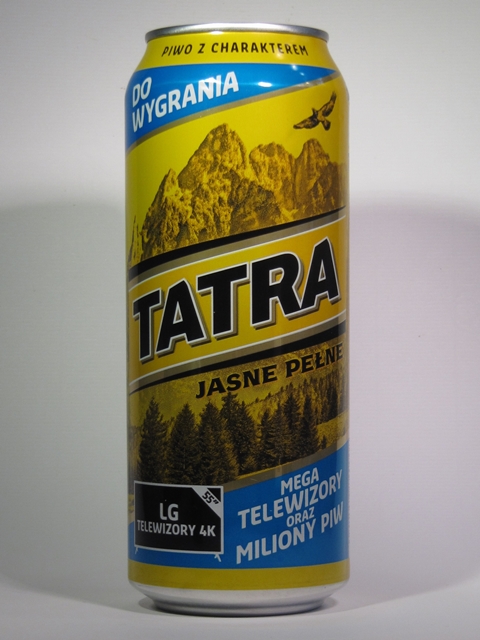 PIWO Z CHARAKTEREM
DO
WYGRANIA
TATRA
JASNE PEŁNE
55"
LG
TELEWIZORY 4K
MEGA
TELEWIZORY
ORAZ
MILIONY PIW